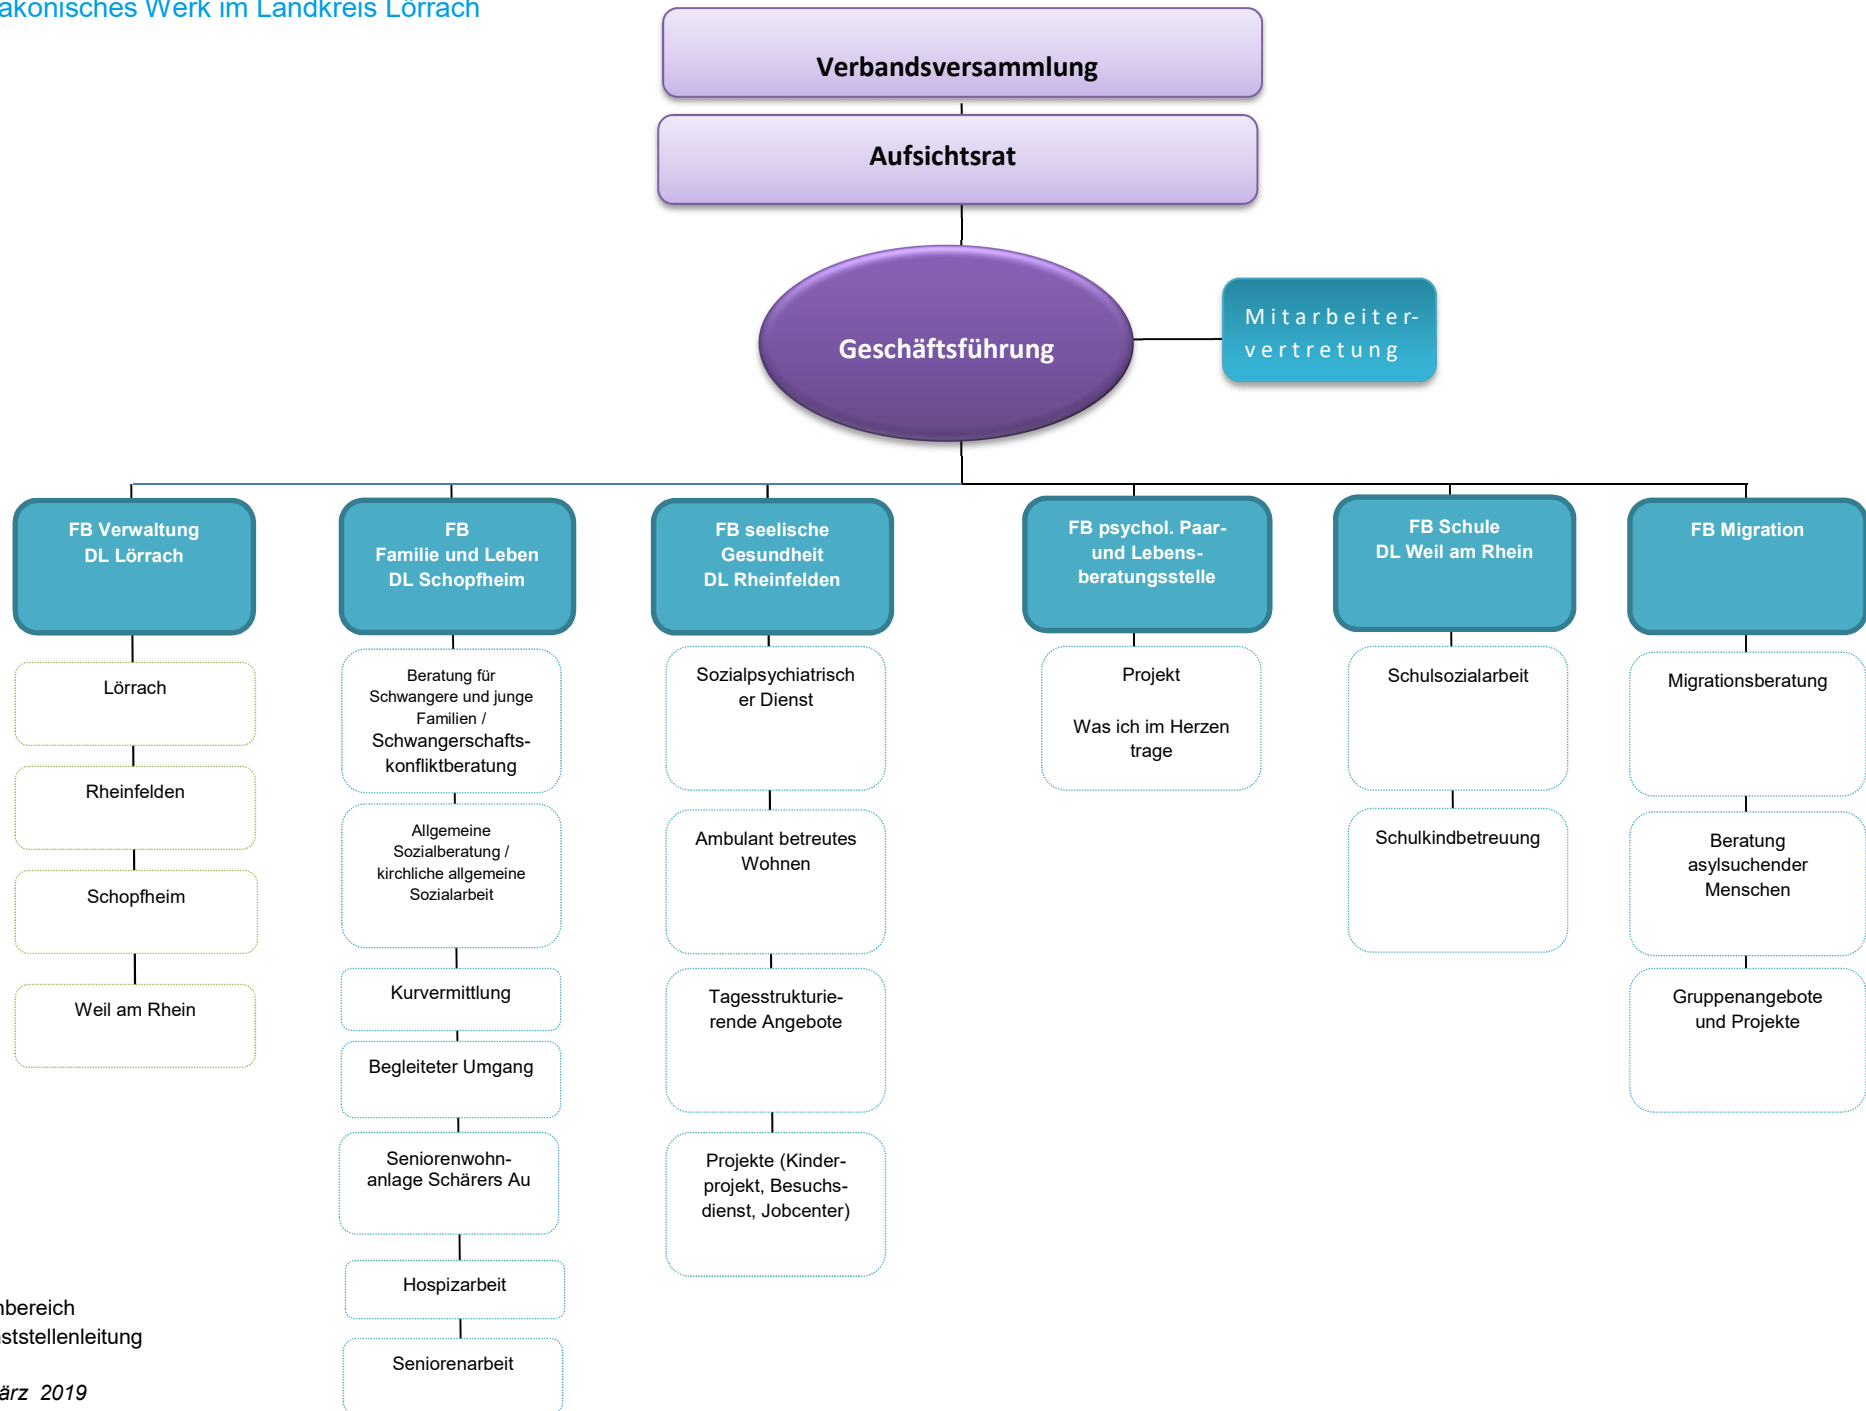 akonisches Werk im Landkreis Lörrach
Verbandsversammlung
Aufsichtsrat
Geschäftsführung
Mitarbeiter-
vertretung
FB Verwaltung
DL Lörrach
Lörrach
Rheinfelden
Schopfheim
Weil am Rhein
FB
Familie und Leben
DL Schopfheim
Beratung für
Schwangere und junge
Familien /
Schwangerschafts-
konfliktberatung
Allgemeine
Sozialberatung /
kirchliche allgemeine
Sozialarbeit
Kurvermittlung
Begleiteter Umgang
Seniorenwohn-
anlage Schärers Au
Hospizarbeit
Seniorenarbeit
FB seelische
Gesundheit
DL Rheinfelden
Sozialpsychiatrisch
er Dienst
Ambulant betreutes
Wohnen
Tagesstrukturie-
rende Angebote
Projekte (Kinder-
projekt, Besuchs-
dienst, Jobcenter)
FB psychol. Paar-
und Lebens-
beratungsstelle
Projekt
Was ich im Herzen
trage
FB Schule
DL Weil am Rhein
Schulsozialarbeit
Schulkindbetreuung
FB Migration
Migrationsberatung
Beratung
asylsuchender
Menschen
Gruppenangebote
und Projekte
nbereich
nststellenleitung
ärz 2019